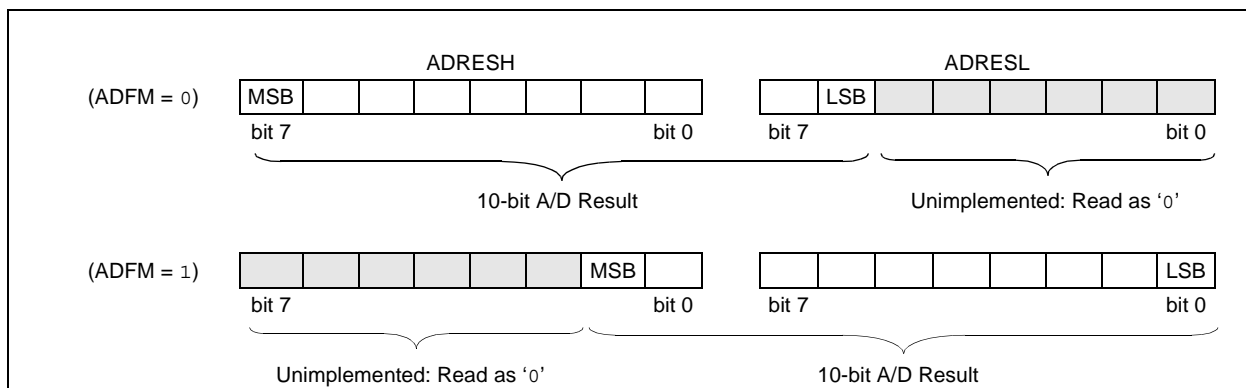 ADRESH ADRESL
(ADFM = 0) MSB LSB
bit 7 bit 0 bit 7 bit 0
10-bit A/D Result Unimplemented: Read as ‘0’
(ADFM = 1) MSB LSB
bit 7 bit 0 bit 7 bit 0
Unimplemented: Read as ‘0’ 10-bit A/D Result